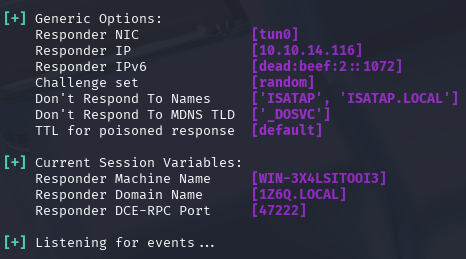 [+] Generic Options:
Responder NIC [tun0]
Responder IP [10.10.14.116]
Responder IPv6 [dead:beef:2::1072]
Challenge set [random]
Don't Respond To Names ['ISATAP', 'ISATAP.LOCAL']
Don't Respond To MDNS TLD ['_DOSVC']
TTL for poisoned response [default]
[+] Current Session Variables:
Responder Machine Name [WIN-3X4LSITOOI3]
Responder Domain Name [1Z6Q.LOCAL]
Responder DCE-RPC Port [47222]
[+] Listening for events...